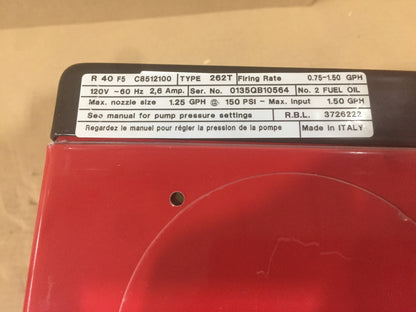 R 40 F5 C8512100 TYPE 262T Firing Rate 0.75-1.50 GPH
120V ~60 Hz 2,6 Amp. Ser. No. 0135QB10564 No. 2 FUEL OIL
Max. nozzle size 1.25 GPH @ 150 PSI - Max. input 1.50 GPH
See manual for pump pressure settings R.B.L. 3726222
Regardez le manuel pour régler la pression de la pompe Made in ITALY